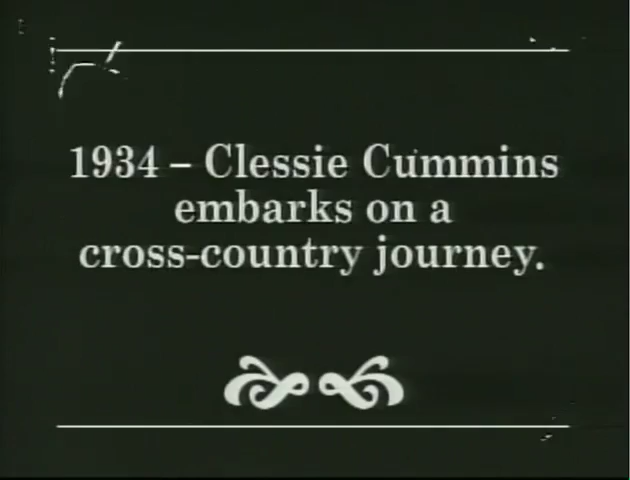 1934 – Clessie Cummins
embarks on a
cross-country journey.